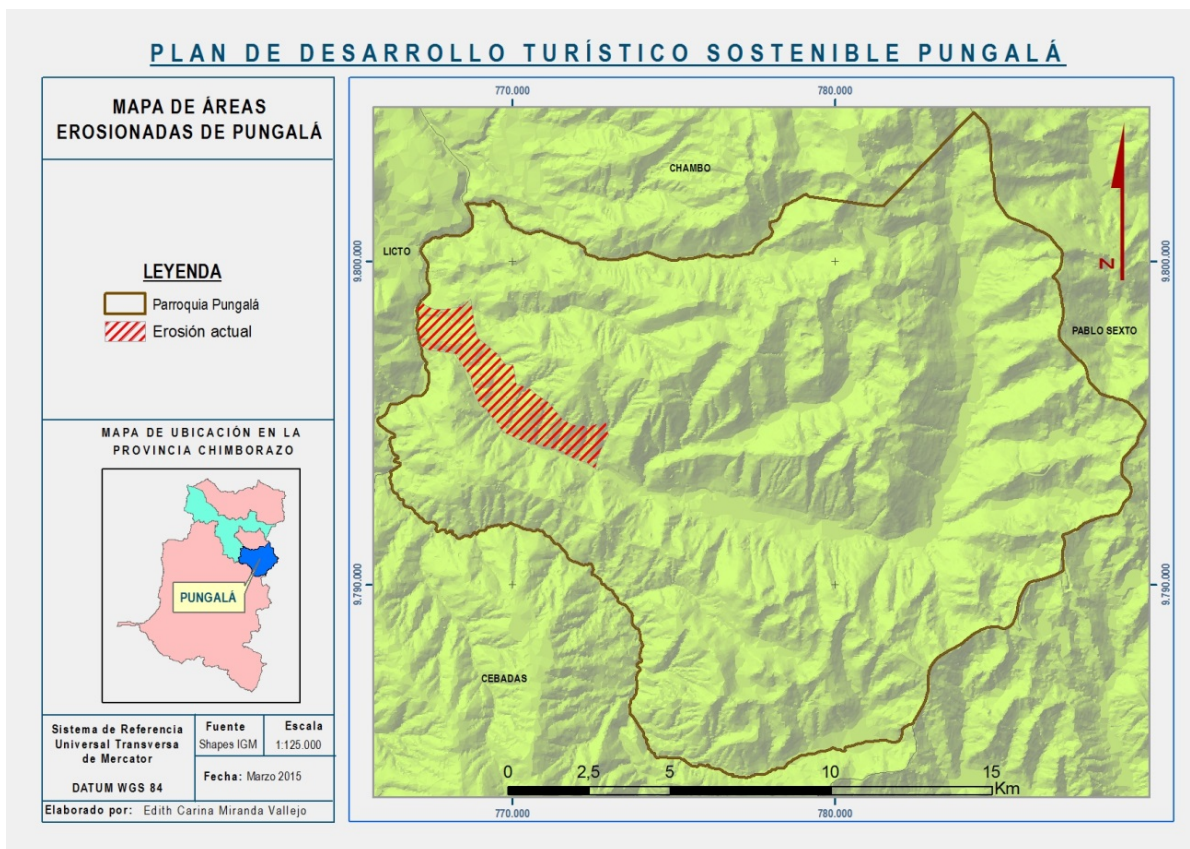 PLAN DE DESARROLLO TURÍSTICO SOSTENIBLE PUNGALÁ
MAPA DE ÁREAS
EROSIONADAS DE PUNGALÁ
LEYENDA
Parroquia Pungalá
Erosión actual
MAPA DE UBICACIÓN EN LA
PROVINCIA CHIMBORAZO
PUNGALÁ
Sistema de Referencia
Universal Transversa
de Mercator
DATUM WGS 84
Fuente
Shapes IGM
Escala
1:125.000
Fecha: Marzo 2015
Elaborado por: Edith Carina Miranda Vallejo
770.000
780.000
9.800.000
9.800.000
9.790.000
9.790.000
CHAMBO
LICTO
N
PABLO SEXTO
CEBADAS
0 2,5 5 10 15
Km
770.000
780.000